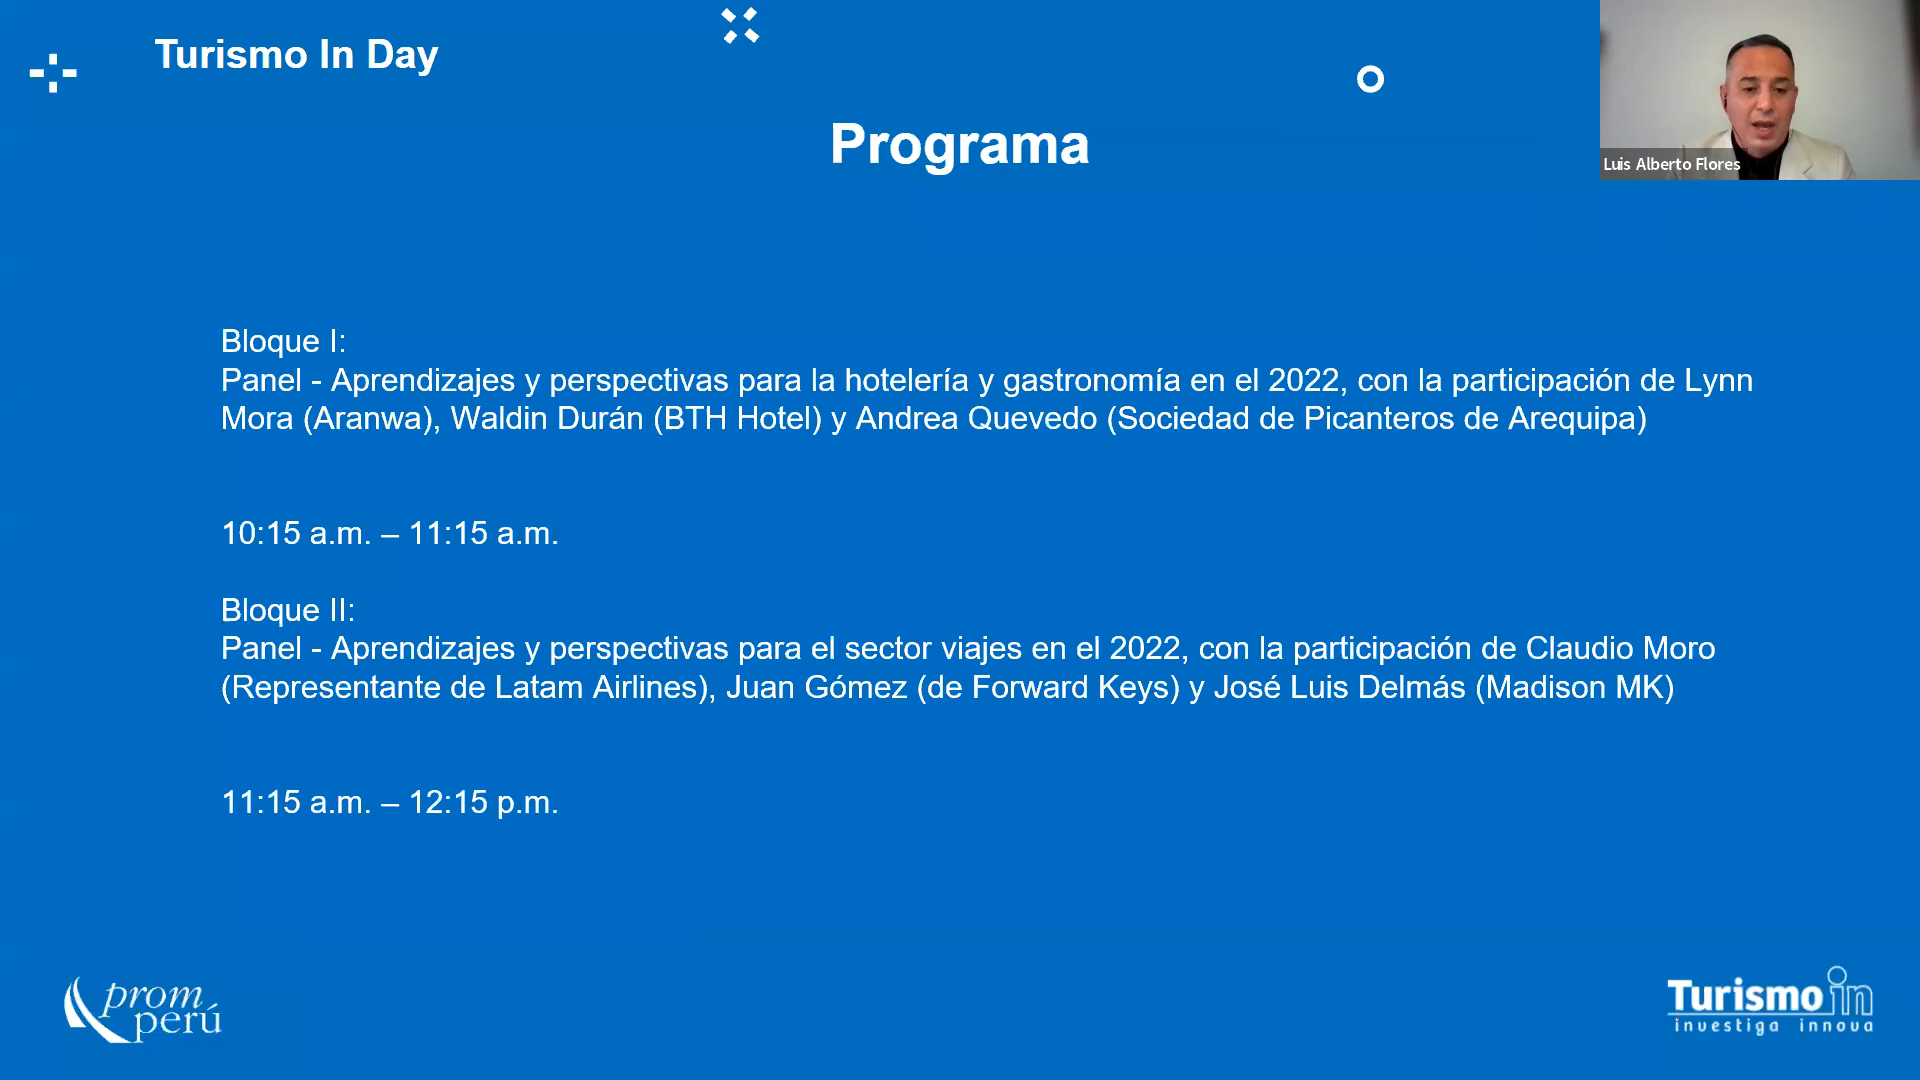 Turismo In Day
Programa
Luis Alberto Flores
Bloque I:
Panel - Aprendizajes y perspectivas para la hotelería y gastronomía en el 2022, con la participación de Lynn
Mora (Aranwa), Waldin Durán (BTH Hotel) y Andrea Quevedo (Sociedad de Picanteros de Arequipa)
10:15 a.m. – 11:15 a.m.
Bloque II:
Panel - Aprendizajes y perspectivas para el sector viajes en el 2022, con la participación de Claudio Moro
(Representante de Latam Airlines), Juan Gómez (de Forward Keys) y José Luis Delmás (Madison MK)
11:15 a.m. – 12:15 p.m.
prom
perú
Turismo in
investiga innova